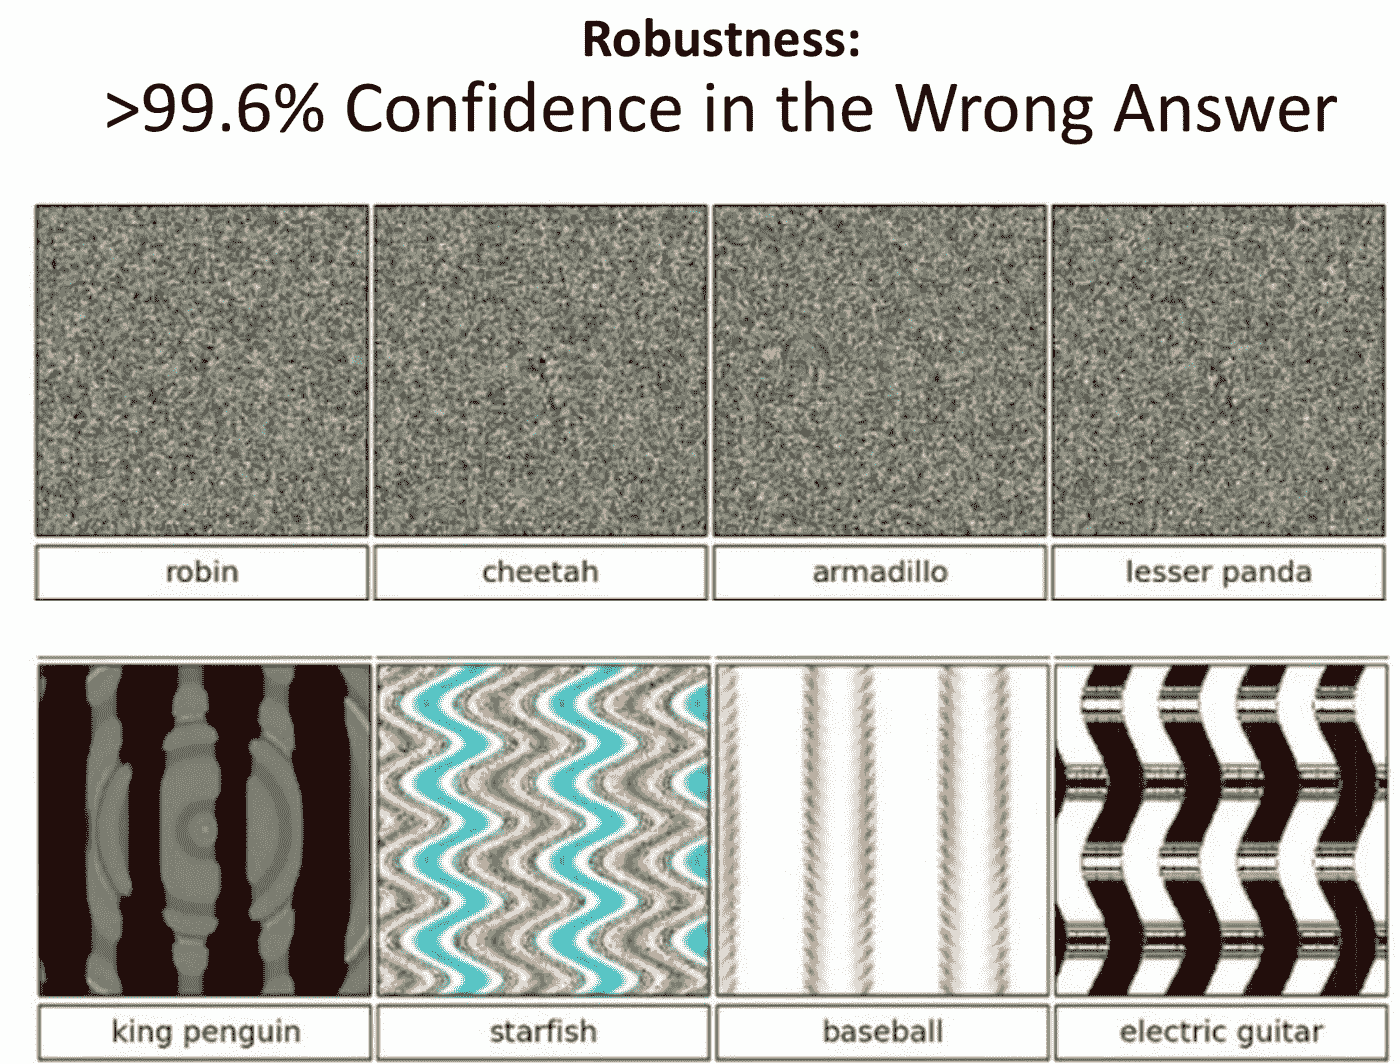 Robustness:
>99.6% Confidence in the Wrong Answer
robin cheetah armadillo lesser panda
king penguin starfish baseball electric guitar